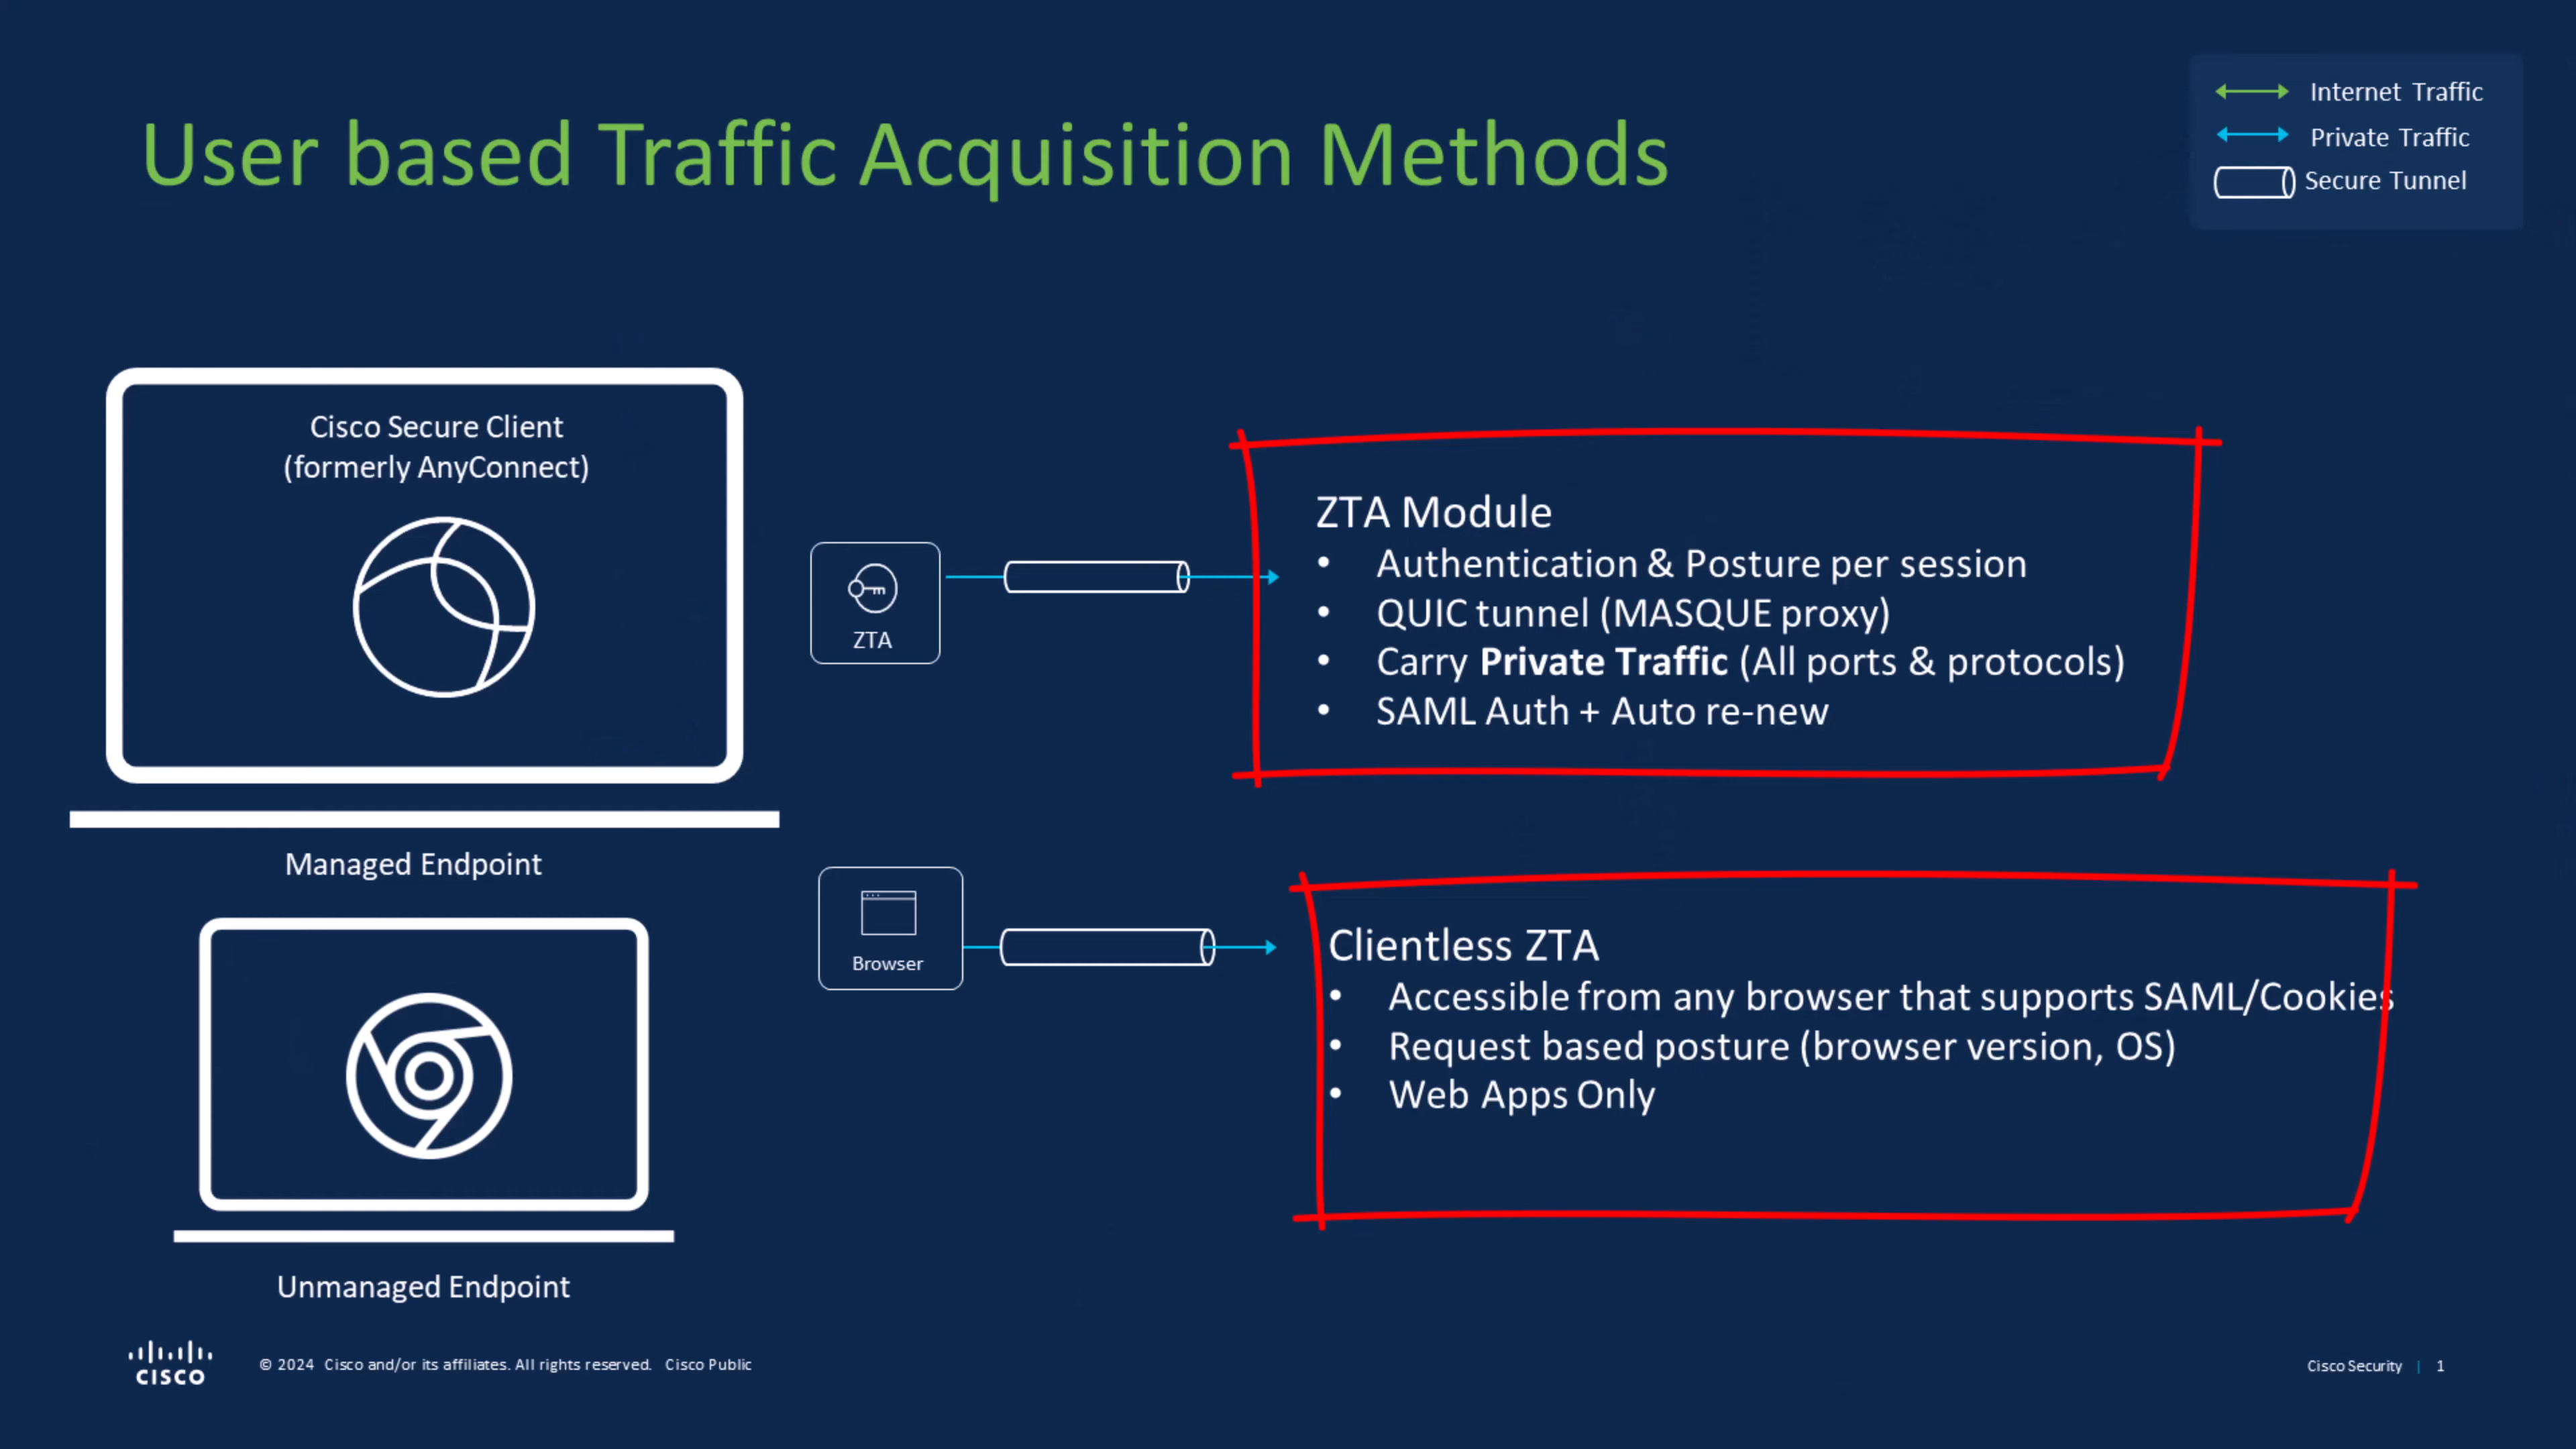 User based Traffic Acquisition Methods
Internet Traffic
Private Traffic
Secure Tunnel
Cisco Secure Client
(formerly AnyConnect)
Managed Endpoint
ZTA
ZTA Module
• Authentication & Posture per session
• QUIC tunnel (MASQUE proxy)
• Carry Private Traffic (All ports & protocols)
• SAML Auth + Auto re-new
Unmanaged Endpoint
Browser
Clientless ZTA
• Accessible from any browser that supports SAML/Cookies
• Request based posture (browser version, OS)
• Web Apps Only
CISCO
© 2024 Cisco and/or its affiliates. All rights reserved. Cisco Public
Cisco Security | 1